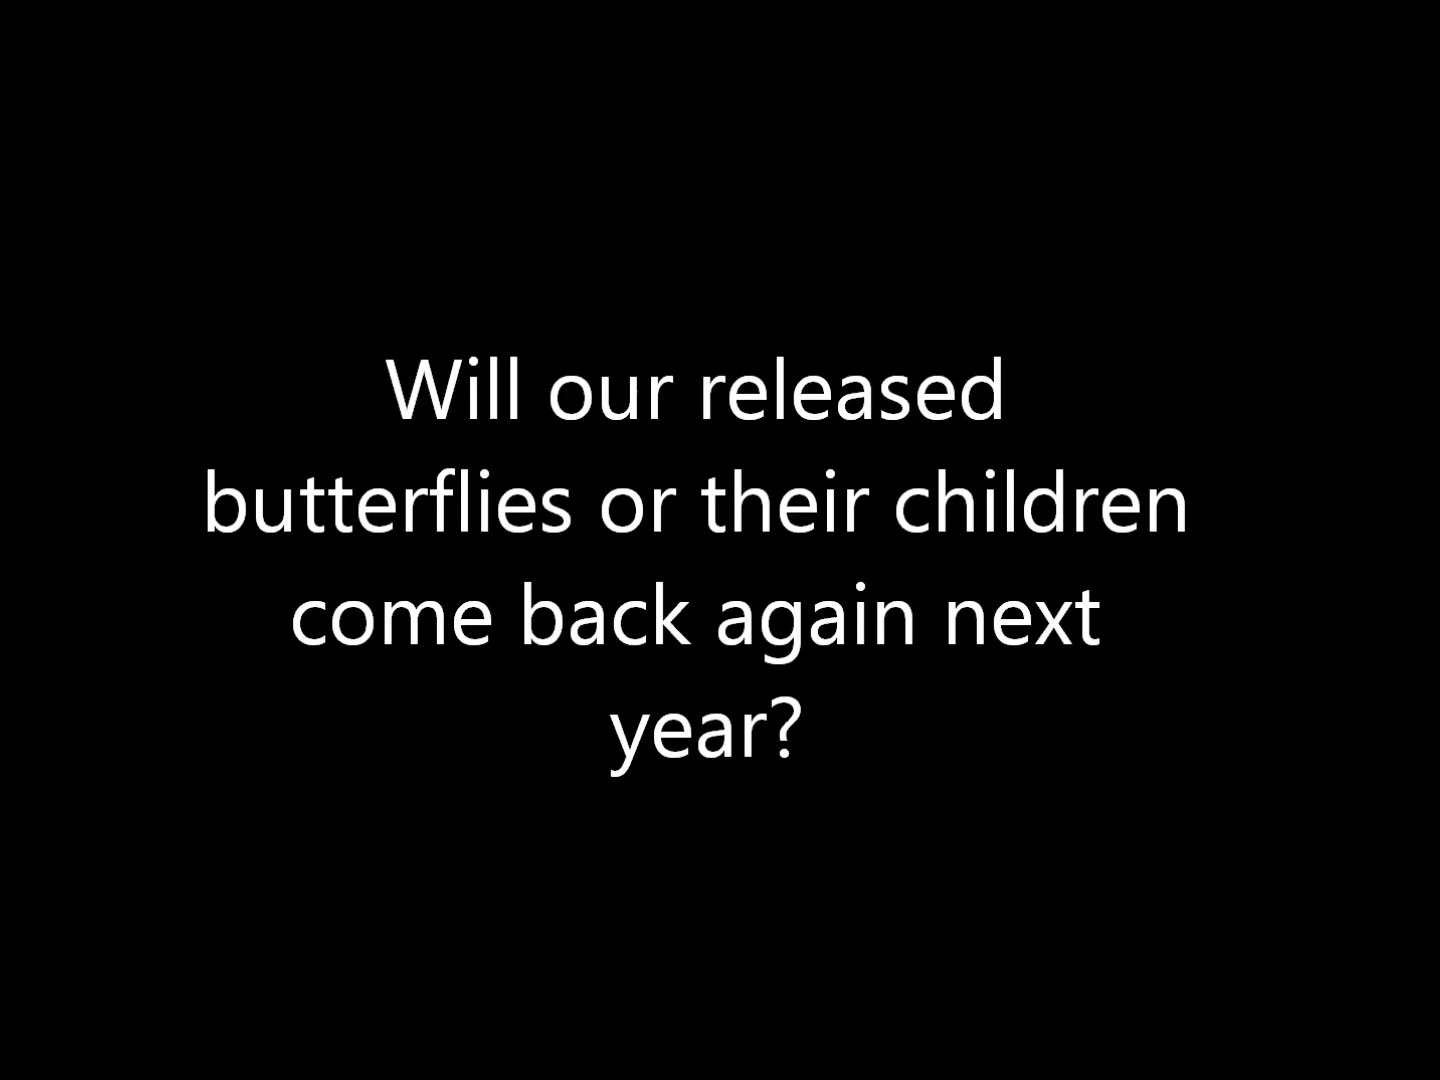 Will our released
butterflies or their children
come back again next
year?